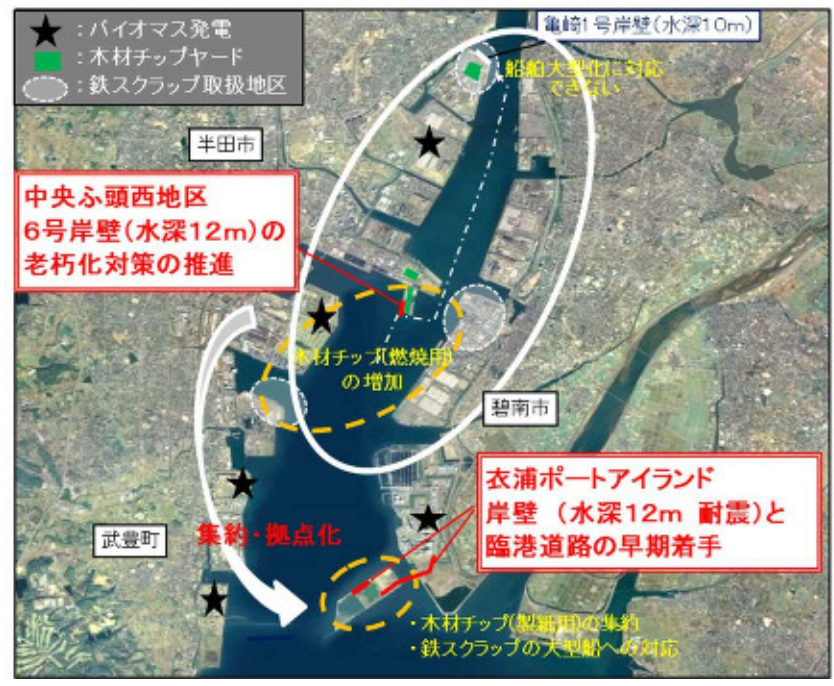 ：バイオマス発電
：木材チップヤード
：鉄スクラップ取扱地区
亀崎1号岸壁(水深10m)
船舶大型化に対応
できない
半田市
中央ふ頭西地区
6号岸壁(水深12m)の
老朽化対策の推進
木材チップ(燃焼用)
の増加
碧南市
衣浦ポートアイランド
岸壁 (水深12m 耐震)と
臨港道路の早期着手
武豊町
集約・拠点化
・木材チップ(製紙用)の集約
・鉄スクラップの大型船への対応